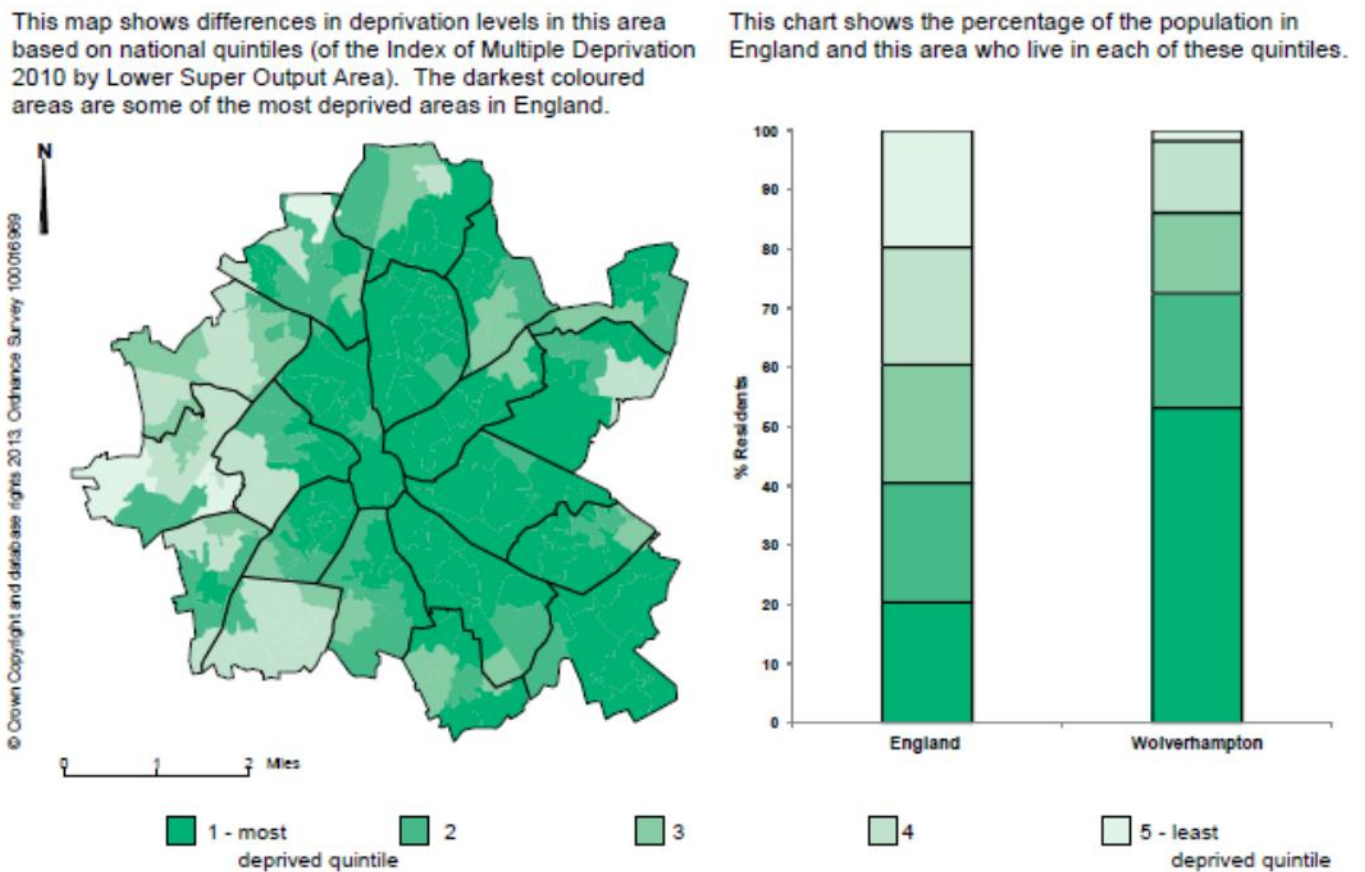 This map shows differences in deprivation levels in this area
based on national quintiles (of the Index of Multiple Deprivation
2010 by Lower Super Output Area). The darkest coloured
areas are some of the most deprived areas in England.
This chart shows the percentage of the population in
England and this area who live in each of these quintiles.
N
© Crown Copyright and database rights 2013, Ordnance Survey 100016969
0 1 2 Miles
% Residents
100
90
80
70
60
50
40
30
20
10
0
England
Wolverhampton
1 - most
deprived quintile
2
3
4
5 - least
deprived quintile